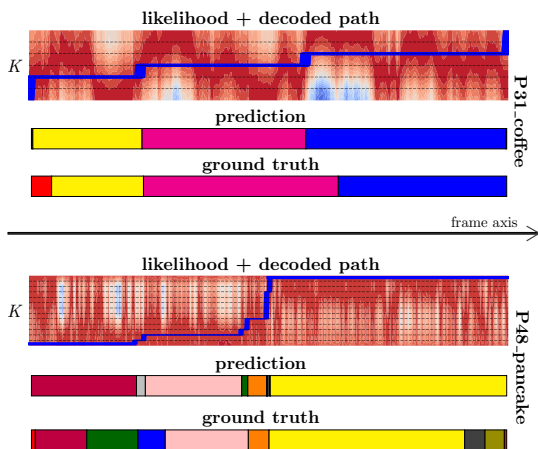 likelihood + decoded path
K
prediction
ground truth
P31_coffee
frame axis
likelihood + decoded path
K
prediction
ground truth
P48_pancake